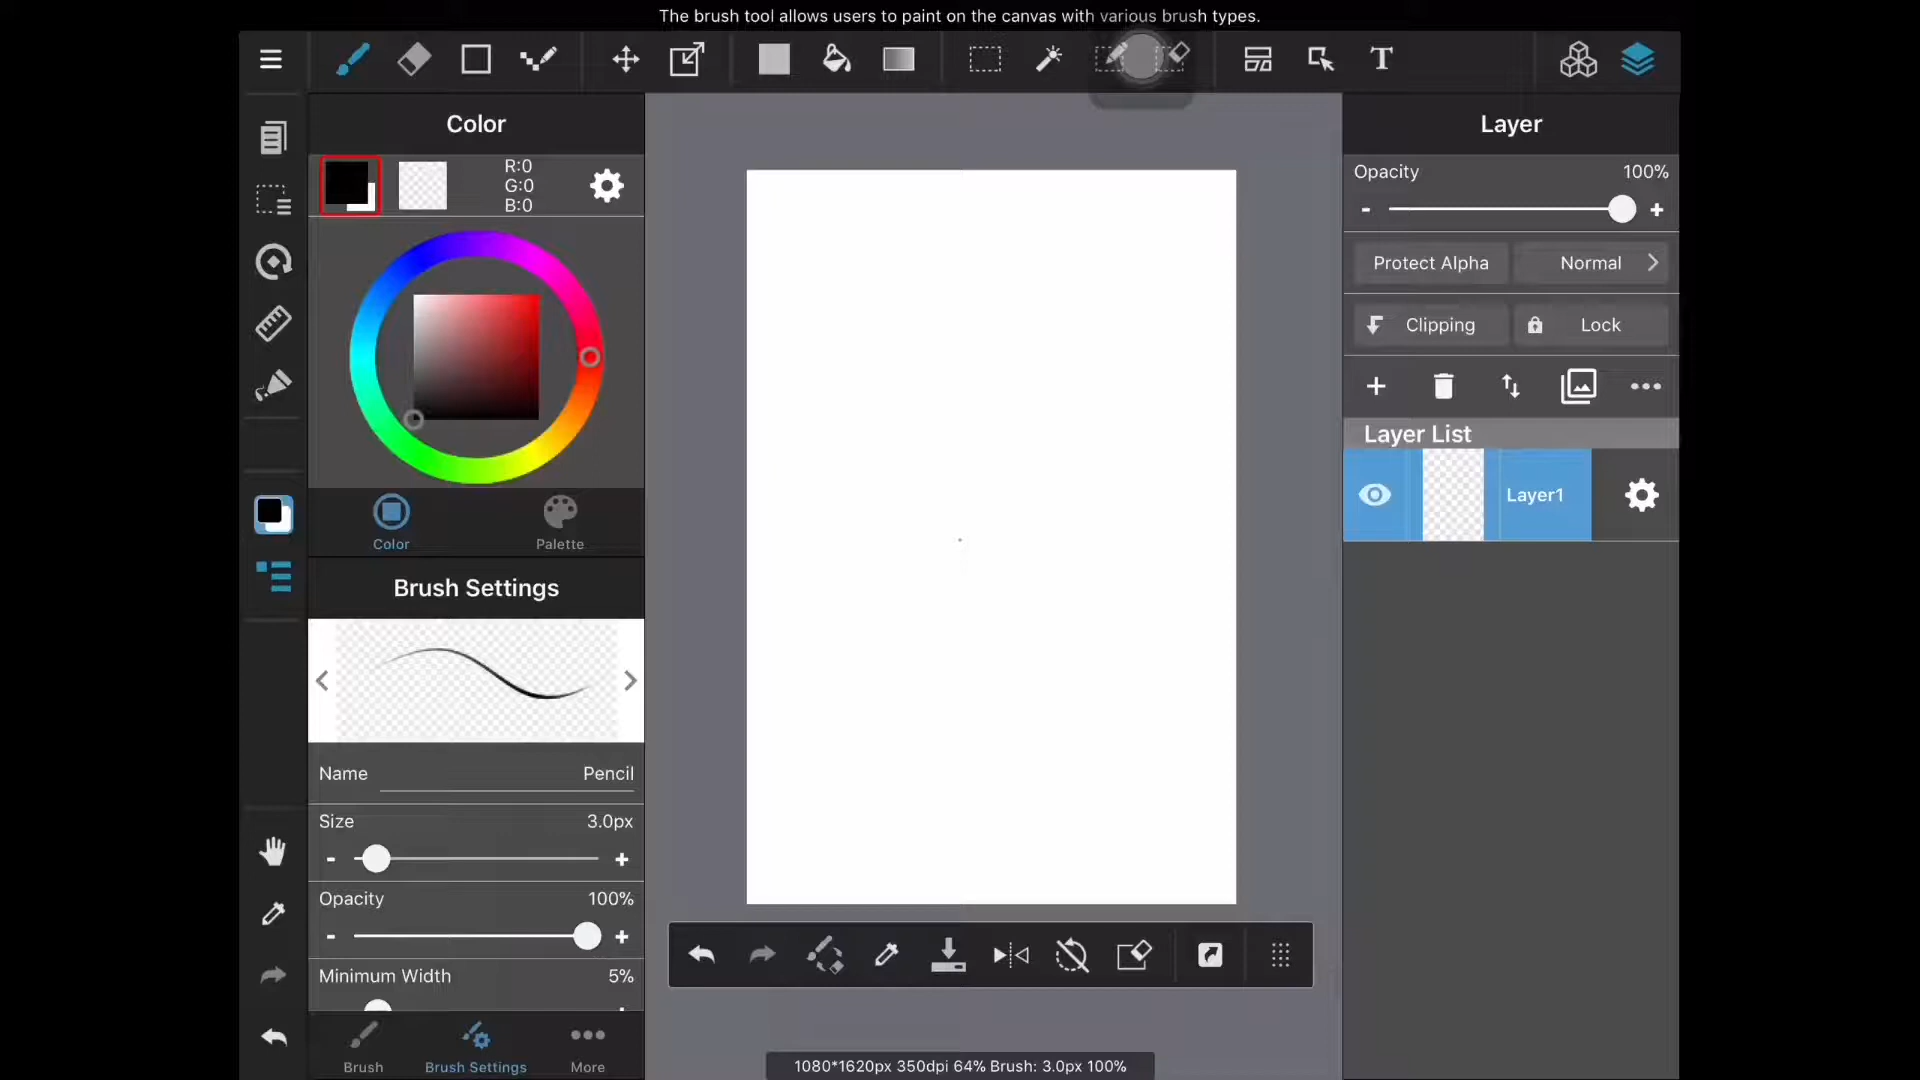 The brush tool allows users to paint on the canvas with various brush types.
T
Color
R:0
G:0
B:0
Color
Palette
Brush Settings
Name Pencil
Size 3.0px
- +
Opacity 100%
- +
Minimum Width 5%
Brush
Brush Settings
More
1080*1620px 350dpi 64% Brush: 3.0px 100%
Layer
Opacity 100%
- +
Protect Alpha
Normal
Clipping
Lock
Layer List
Layer1